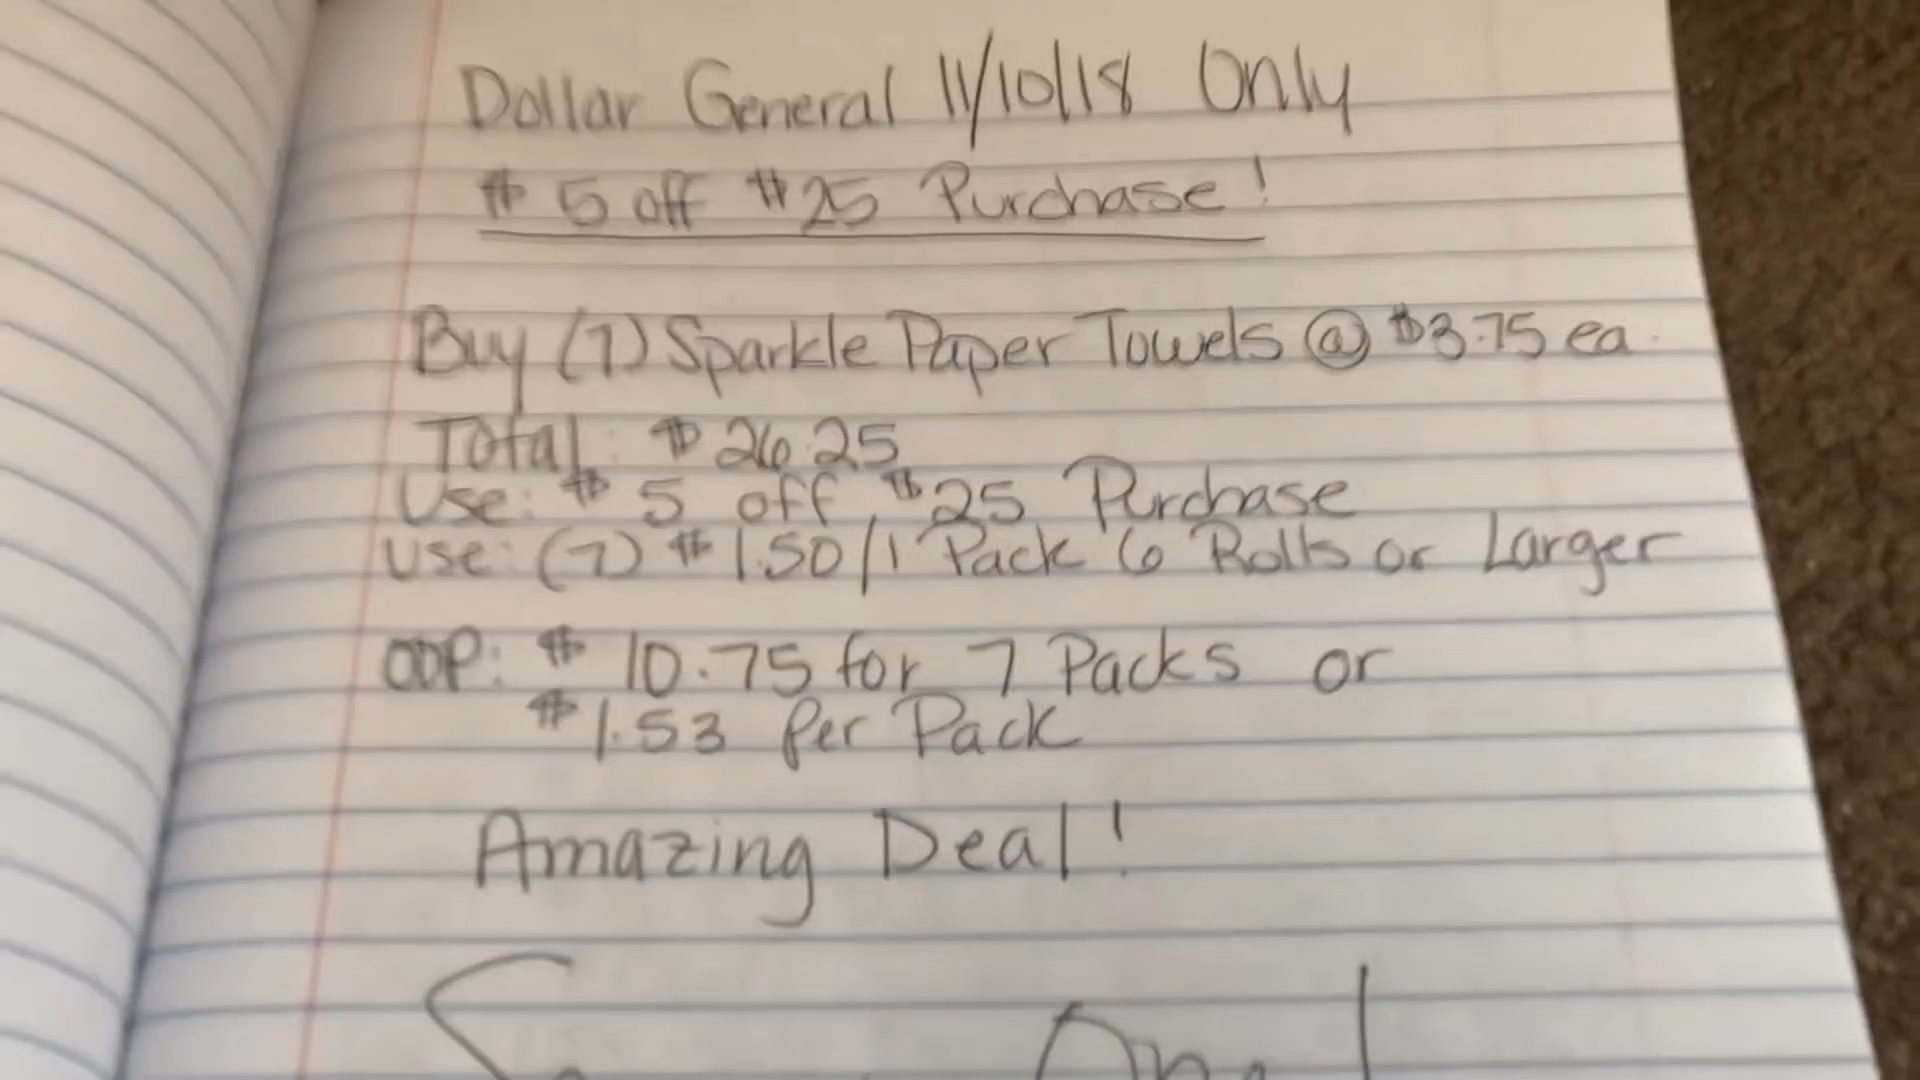 Dollar General 11/10/18 Only
$5 off $25 Purchase!
Buy (7) Sparkle Paper Towels @ $3.75 ea.
Total: $26.25
Use: $5 off $25 Purchase
Use: (7) $1.50/1 Pack 6 Rolls or Larger
OOP: $10.75 for 7 Packs or
$1.53 Per Pack
Amazing Deal!